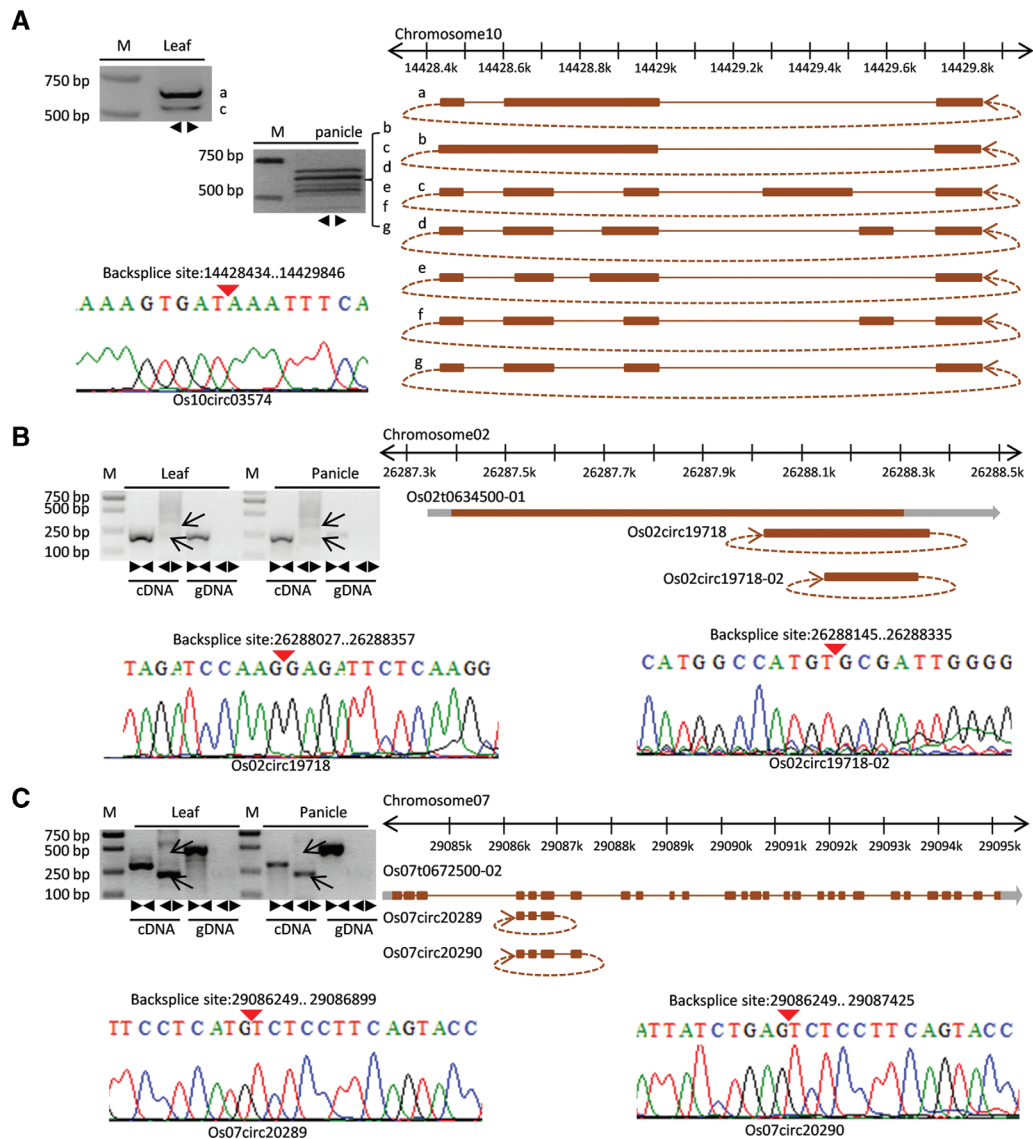 A
M Leaf
750 bp
500 bp
a
c
M panicle
750 bp
500 bp
b
c
d
e
f
g
Chromosome10
14428.4k 14428.6k 14428.8k 14429k 14429.2k 14429.4k 14429.6k 14429.8k
a
b
c
d
e
f
g
Backsplice site:14428434..14429846
AAAGTGATAAATTTCA
Os10circ03574
B
M Leaf M Panicle
750 bp
500 bp
250 bp
100 bp
cDNA gDNA cDNA gDNA
Chromosome02
26287.3k 26287.5k 26287.7k 26287.9k 26288.1k 26288.3k 26288.5k
Os02t0634500-01
Os02circ19718
Os02circ19718-02
Backsplice site:26288027..26288357
TAGATCCAAGGAGATTCTCAAGG
Os02circ19718
Backsplice site:26288145..26288335
CATGGCCATGTGCGATTGGGG
Os02circ19718-02
C
M Leaf M Panicle
750 bp
500 bp
250 bp
100 bp
cDNA gDNA cDNA gDNA
Chromosome07
29085k 29086k 29087k 29088k 29089k 29090k 29091k 29092k 29093k 29094k 29095k
Os07t0672500-02
Os07circ20289
Os07circ20290
Backsplice site:29086249.. 29086899
TTCCTCATGTCTCCTTCAGTACC
Os07circ20289
Backsplice site:29086249.. 29087425
ATTATCTGAGTCTCCTTCAGTACC
Os07circ20290